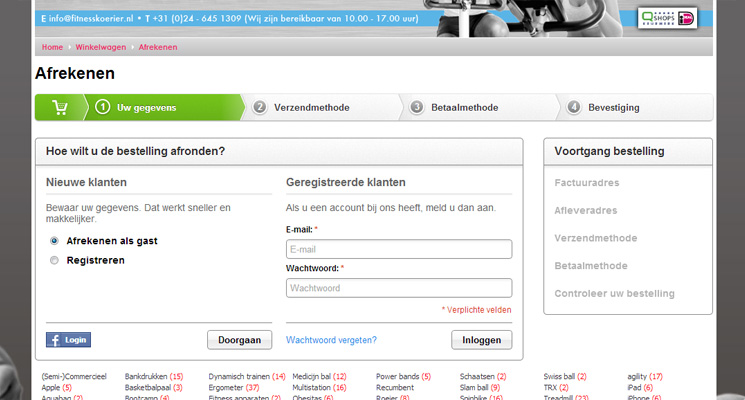 E info@fitnesskoerier.nl • T +31 (0)24 - 645 1309 (Wij zijn bereikbaar van 10.00 - 17.00 uur)
QSHOPS
KEURMERK
Home Winkelwagen Afrekenen
Afrekenen
1 Uw gegevens
2 Verzendmethode
3 Betaalmethode
4 Bevestiging
Hoe wilt u de bestelling afronden?
Nieuwe klanten
Bewaar uw gegevens. Dat werkt sneller en
makkelijker.
Afrekenen als gast
Registreren
f Login
Doorgaan
Geregistreerde klanten
Als u een account bij ons heeft, meld u dan aan.
E-mail: *
E-mail
Wachtwoord: *
Wachtwoord
* Verplichte velden
Wachtwoord vergeten?
Inloggen
Voortgang bestelling
Factuuradres
Afleveradres
Verzendmethode
Betaalmethode
Controleer uw bestelling
(Semi-)Commercieel Bankdrukken (15) Dynamisch trainen (14) Medicijn bal (12) Power bands (5) Schaatsen (2) Swiss ball (2) agility (17)
Apple (5) Basketbalpaal (3) Ergometer (37) Multistation (16) Recumbent Slam ball (9) TRX (2) iPad (6)
Aquabag (2) Bootcamp (4) Fitness apparaten (2) Obesitas (6) Roeier (8) Spinbike (16) Treadmill (23) iPhone (6)